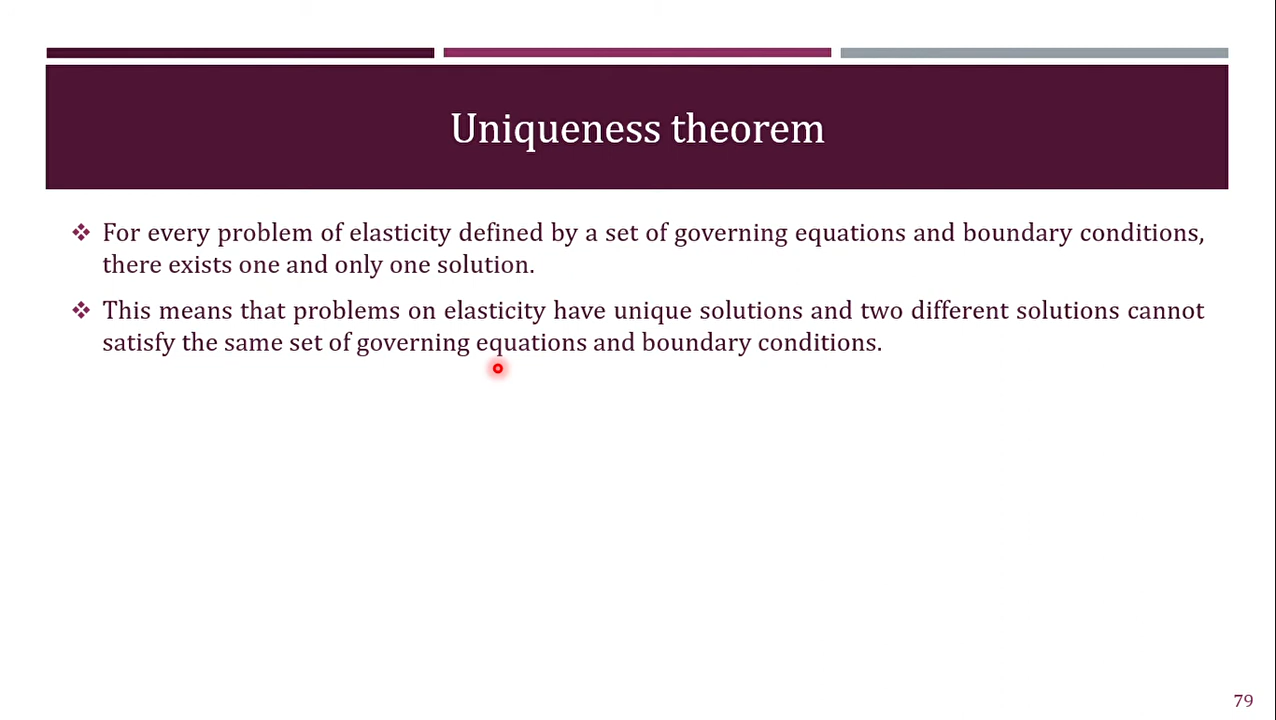 Uniqueness theorem
❖ For every problem of elasticity defined by a set of governing equations and boundary conditions,
there exists one and only one solution.
❖ This means that problems on elasticity have unique solutions and two different solutions cannot
satisfy the same set of governing equations and boundary conditions.
79